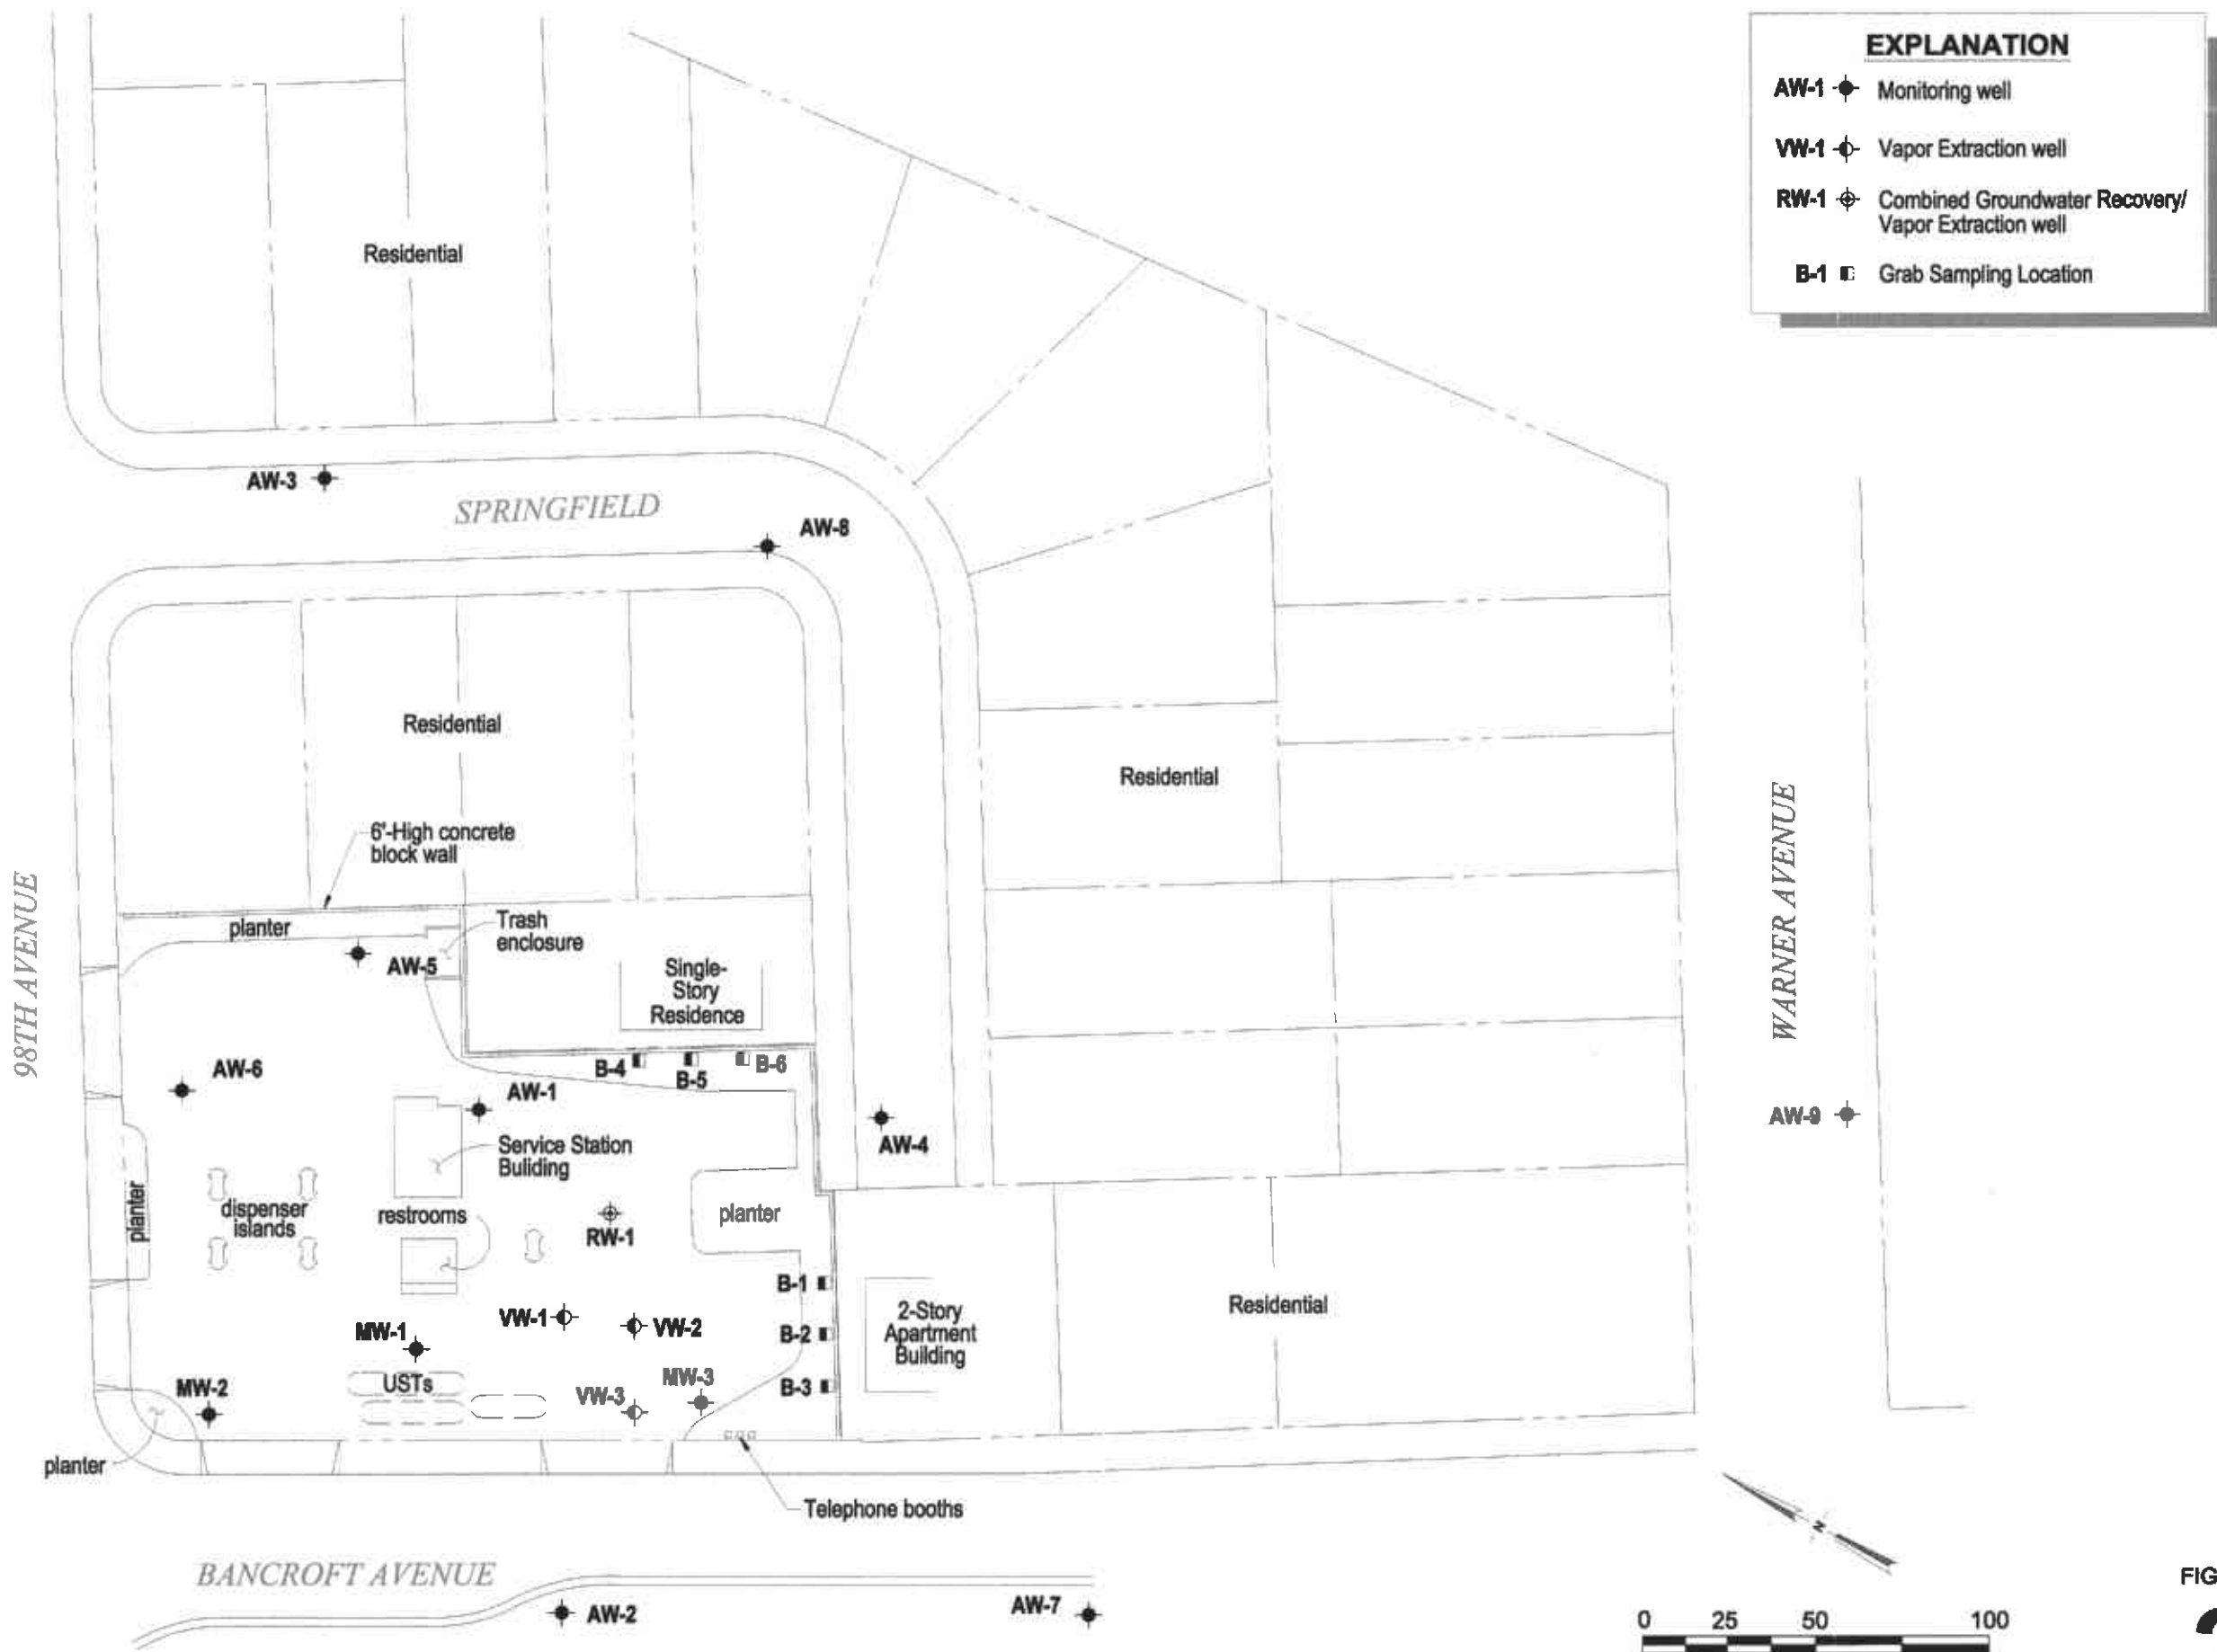 EXPLANATION
AW-1 Monitoring well
VW-1 Vapor Extraction well
RW-1 Combined Groundwater Recovery/
Vapor Extraction well
B-1 Grab Sampling Location
Residential
AW-3
SPRINGFIELD
AW-8
Residential
Residential
6'-High concrete
block wall
98TH AVENUE
WARNER AVENUE
planter
Trash
enclosure
AW-5
Single-
Story
Residence
B-4
B-5
B-6
AW-6
AW-1
AW-4
AW-9
Service Station
Building
planter
dispenser
islands
restrooms
RW-1
planter
B-1
VW-1
VW-2
B-2
2-Story
Apartment
Building
Residential
MW-1
MW-2
USTs
VW-3
MW-3
B-3
planter
Telephone booths
N
BANCROFT AVENUE
AW-2
AW-7
FIG
0 25 50 100